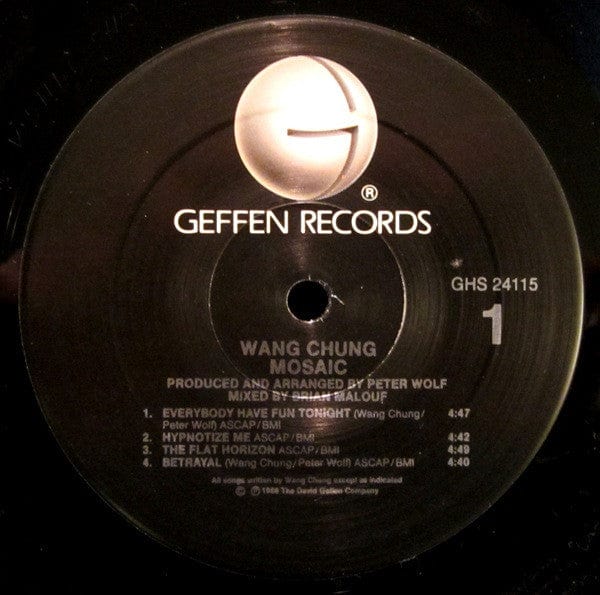 ®
GEFFEN RECORDS
GHS 24115
1
WANG CHUNG
MOSAIC
PRODUCED AND ARRANGED BY PETER WOLF
MIXED BY BRIAN MALOUF
1. EVERYBODY HAVE FUN TONIGHT (Wang Chung/ 4:47
Peter Wolf) ASCAP/BMI
2. HYPNOTIZE ME ASCAP/BMI 4:42
3. THE FLAT HORIZON ASCAP/BMI 4:49
4. BETRAYAL (Wang Chung/Peter Wolf) ASCAP/BMI 4:40
All songs written by Wang Chung except as indicated
© ℗ 1986 The David Geffen Company